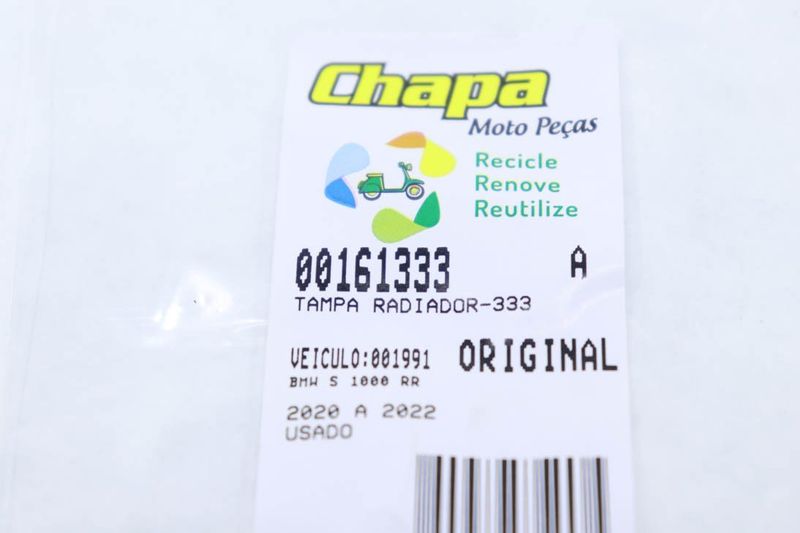 Chapa
Moto Peças
Recicle
Renove
Reutilize
00161333 A
TAMPA RADIADOR-333
VEICULO:001991 ORIGINAL
BMW S 1000 RR
2020 A 2022
USADO